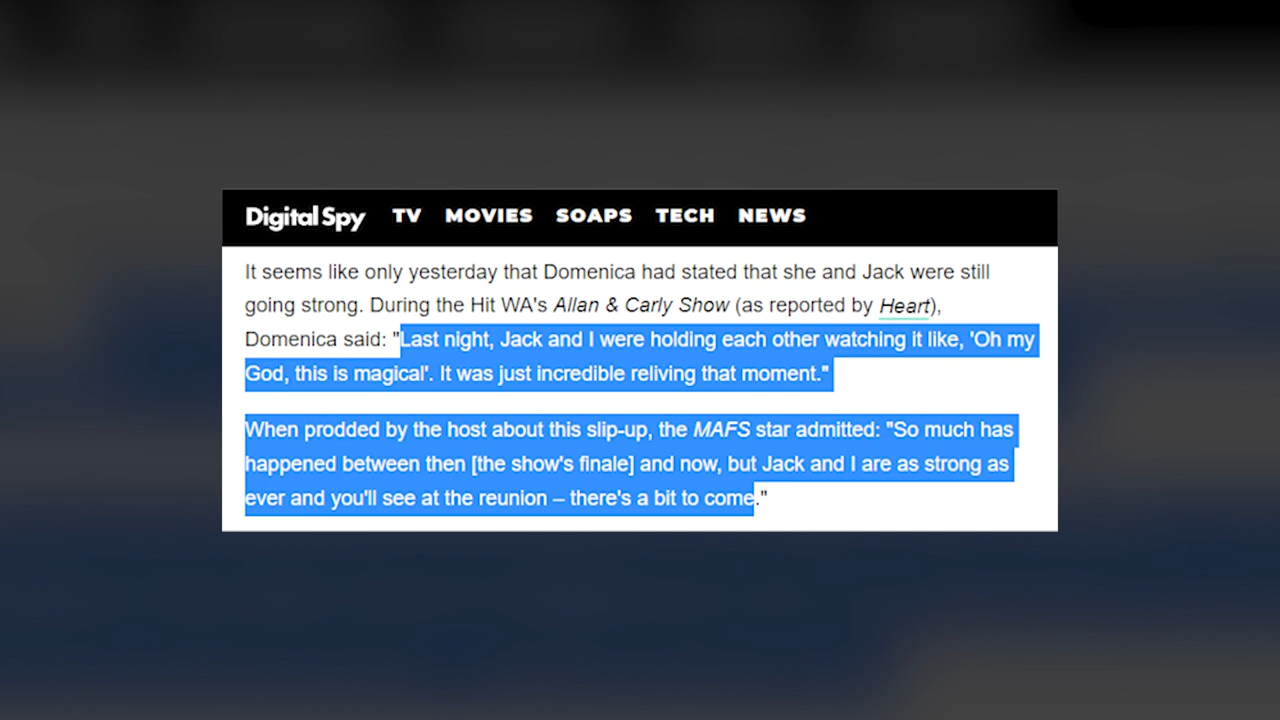 Digital Spy TV MOVIES SOAPS TECH NEWS
It seems like only yesterday that Domenica had stated that she and Jack were still
going strong. During the Hit WA's Allan & Carly Show (as reported by Heart),
Domenica said: "Last night, Jack and I were holding each other watching it like, 'Oh my
God, this is magical'. It was just incredible reliving that moment."
When prodded by the host about this slip-up, the MAFS star admitted: "So much has
happened between then [the show's finale] and now, but Jack and I are as strong as
ever and you'll see at the reunion – there's a bit to come."